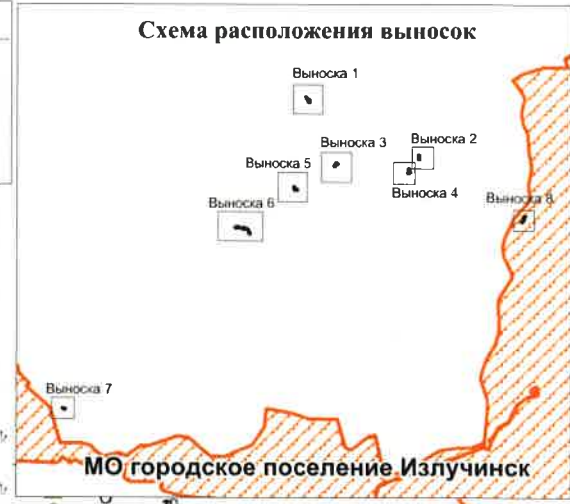 Схема расположения выносок
Выноска 1
Выноска 2
Выноска 3
Выноска 5
Выноска 4
Выноска 6
Выноска 8
Выноска 7
МО городское поселение Излучинск